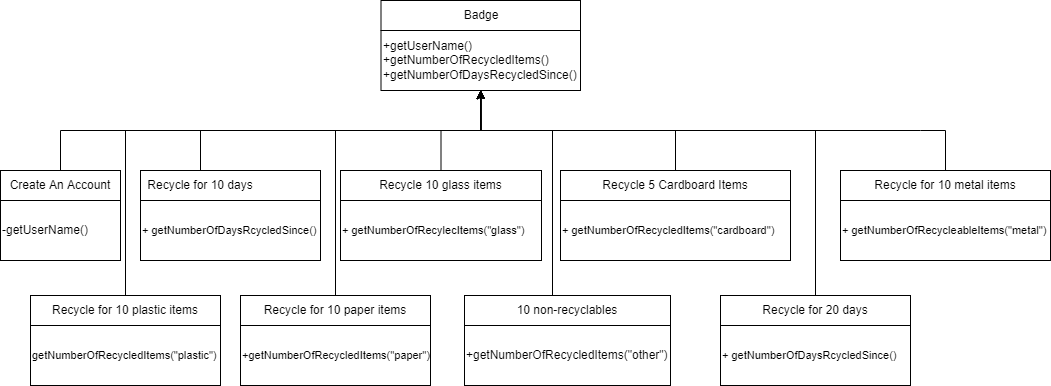 Badge
+getUserName()
+getNumberOfRecycledItems()
+getNumberOfDaysRecycledSince()
Create An Account
-getUserName()
Recycle for 10 days
+ getNumberOfDaysRcycledSince()
Recycle 10 glass items
+ getNumberOfRecylecItems("glass")
Recycle 5 Cardboard Items
+ getNumberOfRecycledItems("cardboard")
Recycle for 10 metal items
+ getNumberOfRecycleableItems("metal")
Recycle for 10 plastic items
getNumberOfRecycledItems("plastic")
Recycle for 10 paper items
+getNumberOfRecycledItems("paper")
10 non-recyclables
+getNumberOfRecycledItems("other")
Recycle for 20 days
+ getNumberOfDaysRcycledSince()